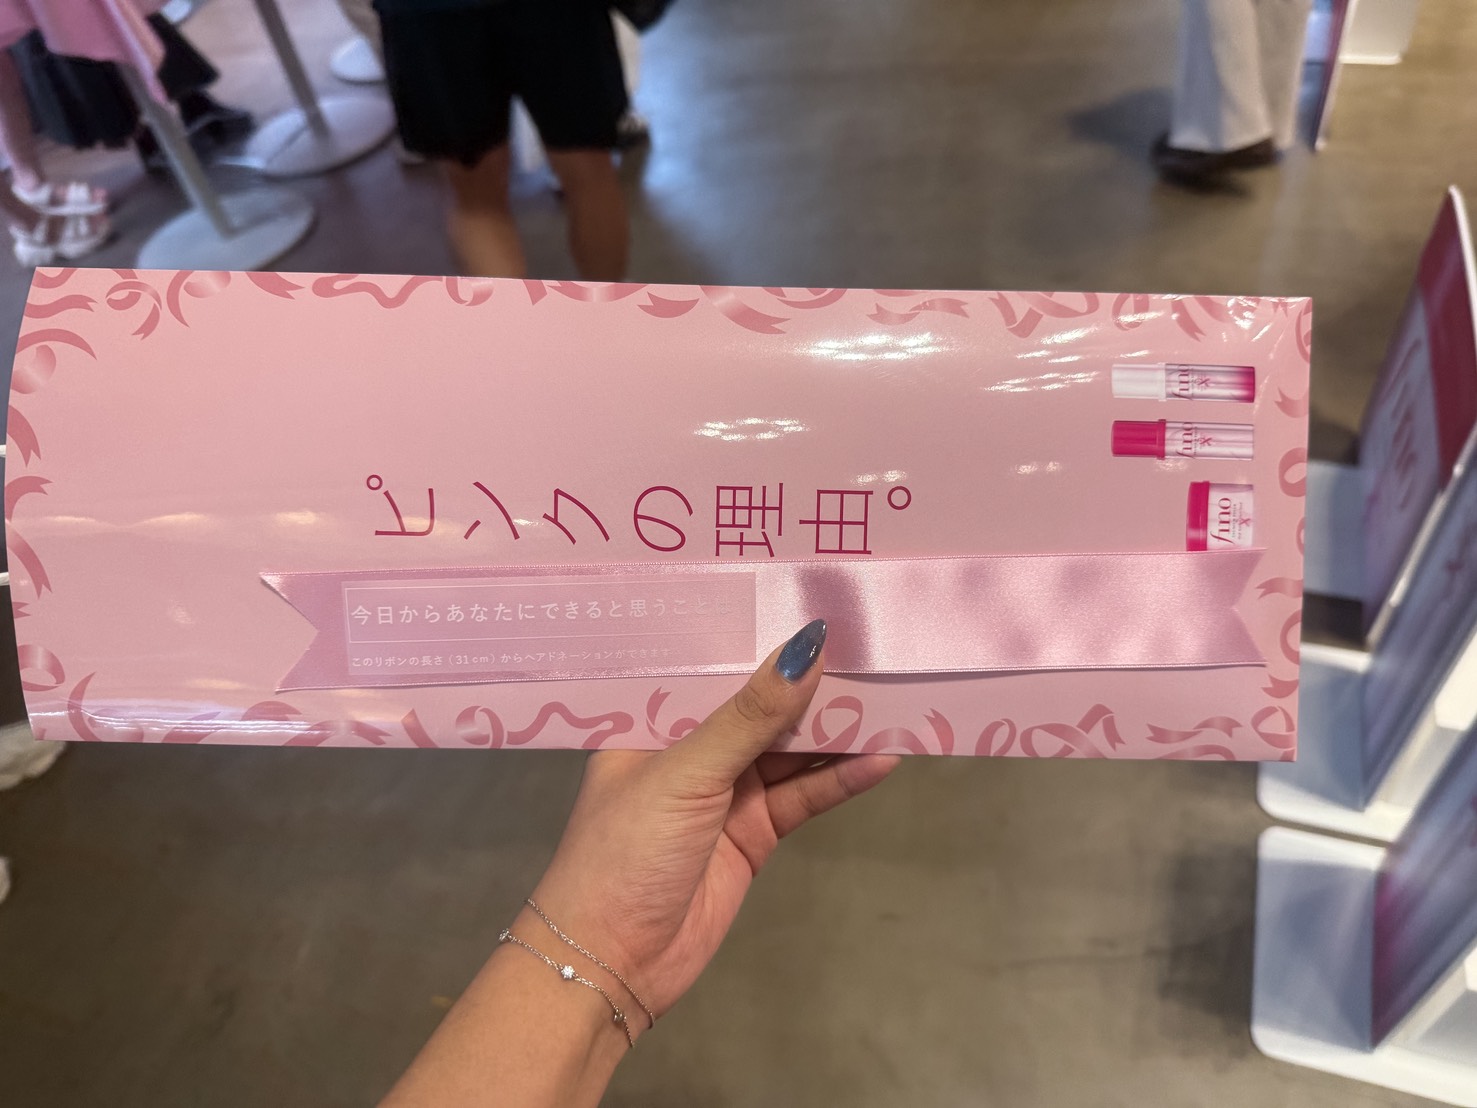 ピンクの理由。
今日からあなたにできると思うこと
このリボンの長さ（31cm）からヘアドネーションができます